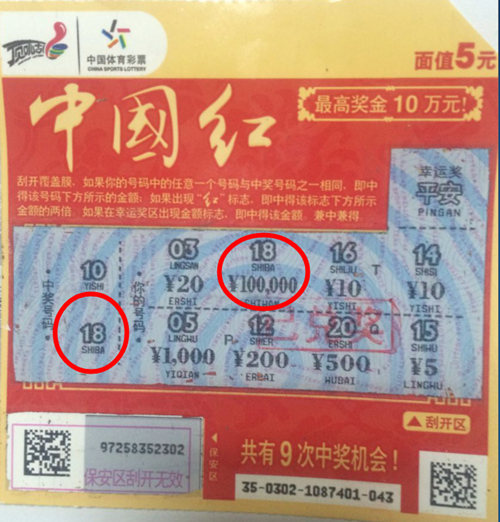 顶呱刮
中国体育彩票
CHINA SPORTS LOTTERY
面值5元
中國红
最高奖金10万元!
刮开覆盖膜,如果你的号码中的任意一个号码与中奖号码之一相同,即中
得该号码下方所示的金额;如果出现“红”标志,即中得该标志下方所示
金额的两倍。如果在幸运奖区出现金额标志,即中得该金额。兼中兼得。
幸运奖
平安
PINGAN
中奖号码
10
YISHI
18
SHIBA
你的号码
03
LINGSAN
¥20
ERSHI
18
SHIBA
¥100,000
SHIWAN
16
SHILIU
T
¥10
YISHI
14
SHISI
¥10
YISHI
05
LINGWU
¥1,000
YIQIAN
P
12
SHIER
¥200
ERBAI
20
ERSHI
¥500
WUBAI
15
SHIWU
¥5
LINGWU
已兑奖
刮开区
97258352302
保安区刮开无效
保安区
共有9次中奖机会!
35-0302-1087401-043